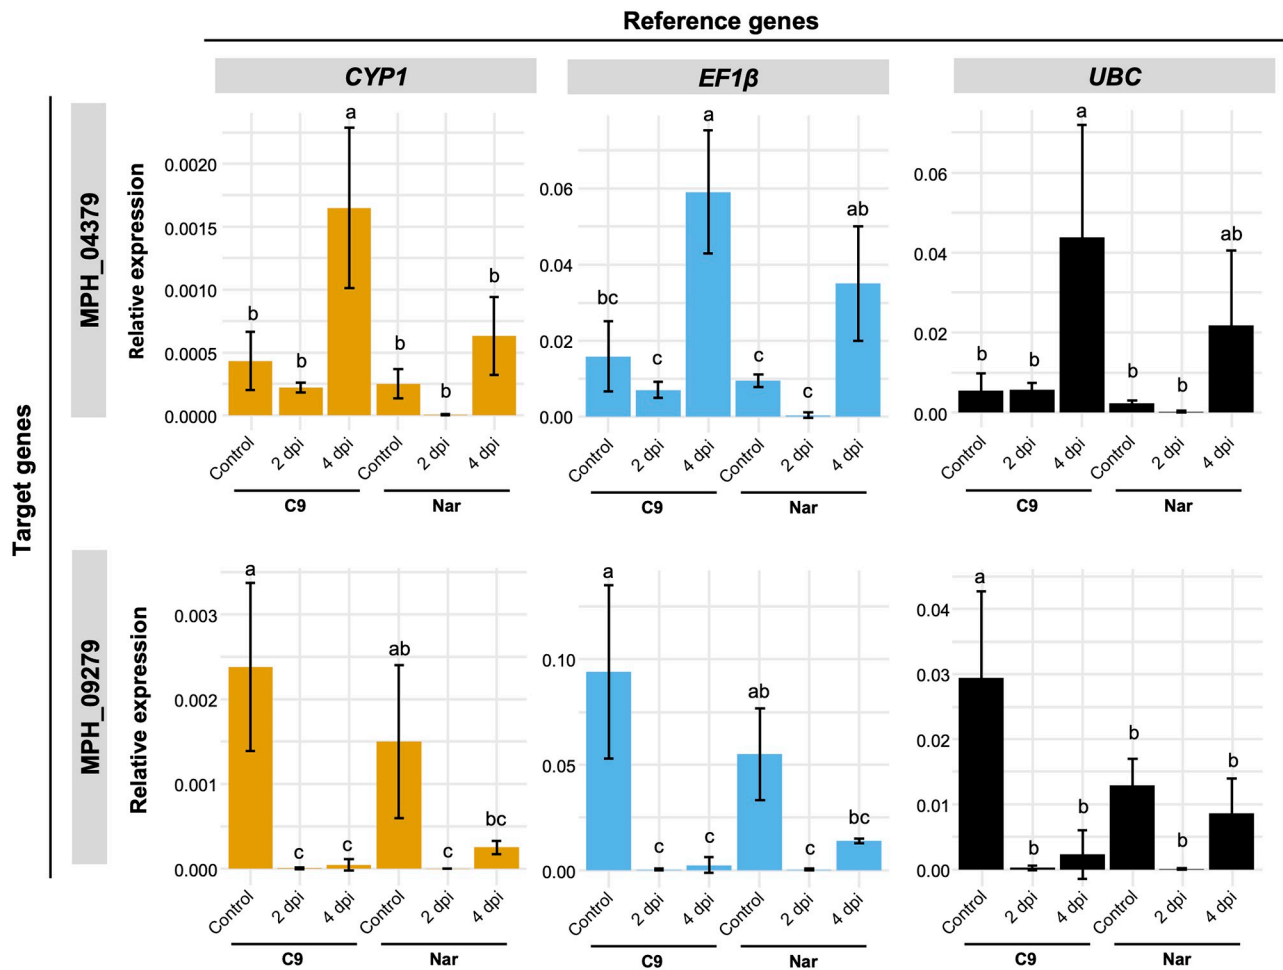 Reference genes
CYP1
EF1β
UBC
Target genes
MPH_04379
Relative expression
0.0020
0.0015
0.0010
0.0005
0.0000
b
b
a
b
b
b
Control
2 dpi
4 dpi
Control
2 dpi
4 dpi
C9
Nar
0.06
0.04
0.02
0.00
bc
c
a
c
c
ab
Control
2 dpi
4 dpi
Control
2 dpi
4 dpi
C9
Nar
0.06
0.04
0.02
0.00
b
b
a
b
b
ab
Control
2 dpi
4 dpi
Control
2 dpi
4 dpi
C9
Nar
MPH_09279
Relative expression
0.003
0.002
0.001
0.000
a
c
c
ab
c
bc
Control
2 dpi
4 dpi
Control
2 dpi
4 dpi
C9
Nar
0.10
0.05
0.00
a
c
c
ab
c
bc
Control
2 dpi
4 dpi
Control
2 dpi
4 dpi
C9
Nar
0.04
0.03
0.02
0.01
0.00
a
b
b
b
b
b
Control
2 dpi
4 dpi
Control
2 dpi
4 dpi
C9
Nar